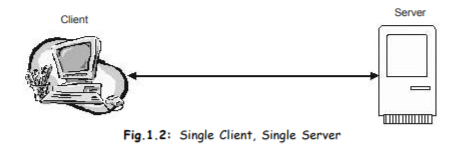 Client
Server
Fig.1.2: Single Client, Single Server